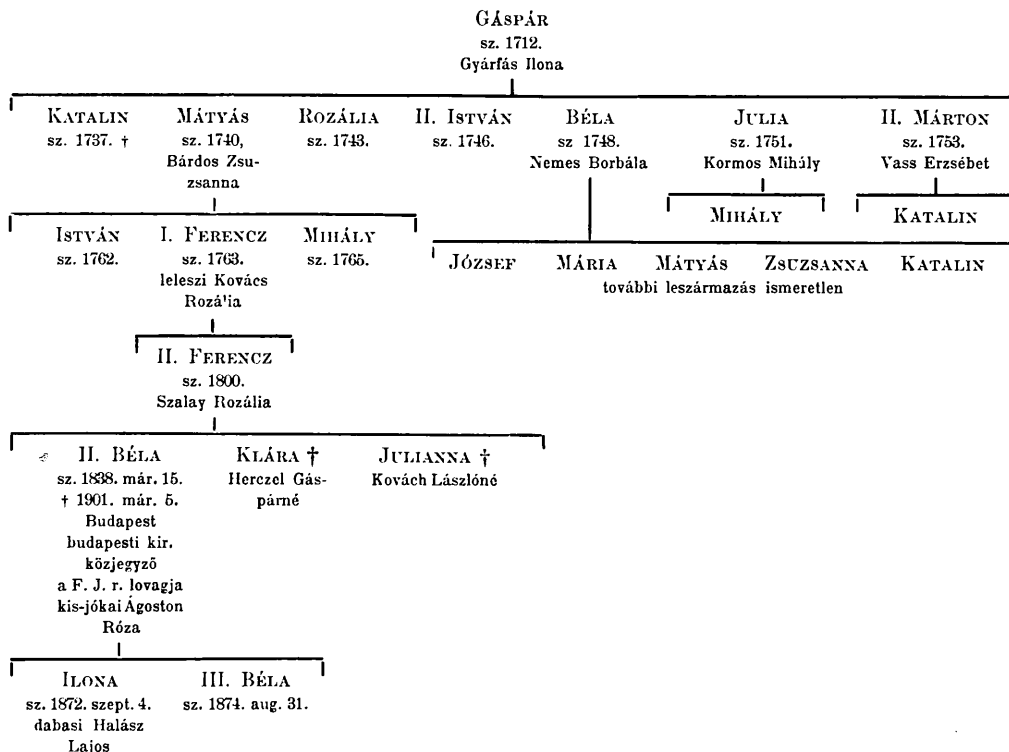 GÁSPÁR
sz. 1712.
Gyárfás Ilona
KATALIN
sz. 1737. †
MÁTYÁS
sz. 1740,
Bárdos Zsu-
zsanna
ROZÁLIA
sz. 1743.
II. ISTVÁN
sz. 1746.
BÉLA
sz 1748.
Nemes Borbála
JULIA
sz. 1751.
Kormos Mihály
II. MÁRTON
sz. 1753.
Vass Erzsébet
MIHÁLY
KATALIN
ISTVÁN
sz. 1762.
I. FERENCZ
sz. 1763.
leleszi Kovács
Rozá'ia
MIHÁLY
sz. 1765.
JÓZSEF
MÁRIA
MÁTYÁS
ZSUZSANNA
KATALIN
további leszármazás ismeretlen
II. FERENCZ
sz. 1800.
Szalay Rozália
II. BÉLA
sz. 1838. már. 15.
† 1901. már. 5.
Budapest
budapesti kir.
közjegyző
a F. J. r. lovagja
kis-jókai Ágoston
Róza
KLÁRA †
Herczel Gás-
párné
JULIANNA †
Kovách Lászlóné
ILONA
sz. 1872. szept. 4.
dabasi Halász
Lajos
III. BÉLA
sz. 1874. aug. 31.